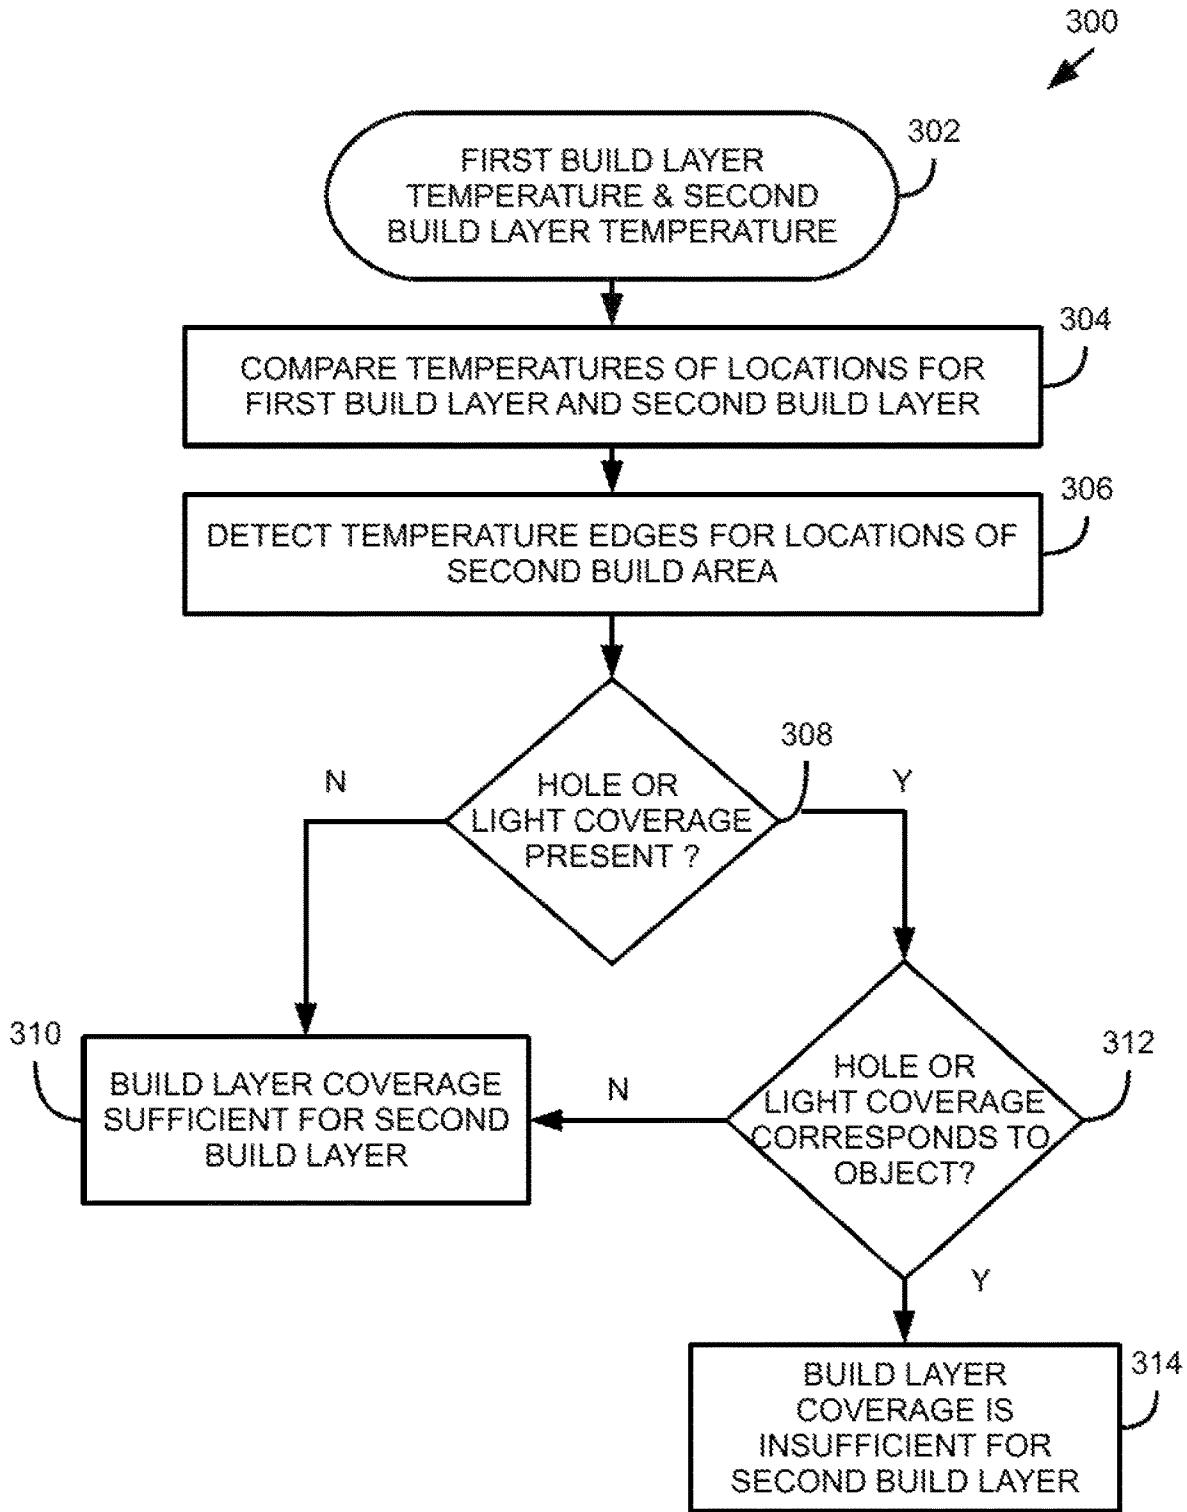 300
302
FIRST BUILD LAYER
TEMPERATURE & SECOND
BUILD LAYER TEMPERATURE
304
COMPARE TEMPERATURES OF LOCATIONS FOR
FIRST BUILD LAYER AND SECOND BUILD LAYER
306
DETECT TEMPERATURE EDGES FOR LOCATIONS OF
SECOND BUILD AREA
308
N
Y
HOLE OR
LIGHT COVERAGE
PRESENT ?
310
BUILD LAYER COVERAGE
SUFFICIENT FOR SECOND
BUILD LAYER
N
312
HOLE OR
LIGHT COVERAGE
CORRESPONDS TO
OBJECT?
Y
314
BUILD LAYER
COVERAGE IS
INSUFFICIENT FOR
SECOND BUILD LAYER